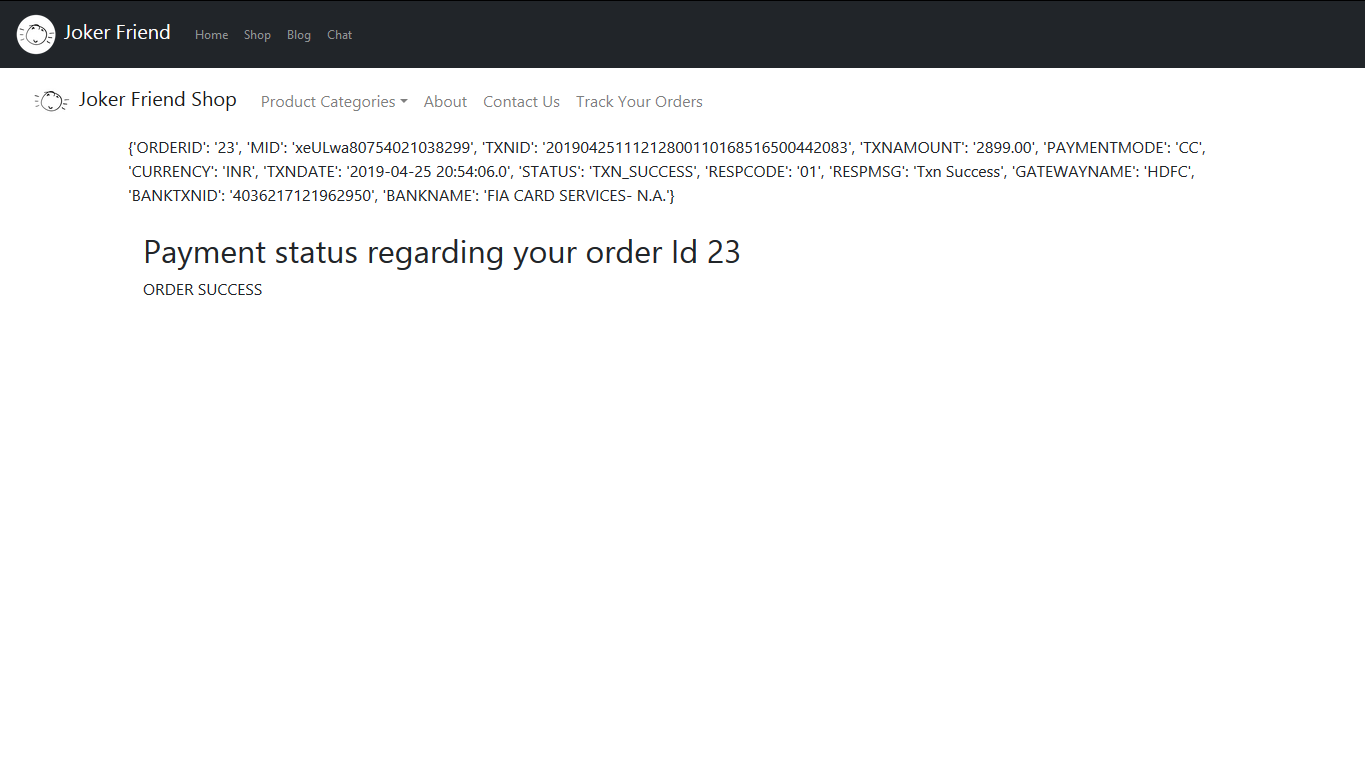 Joker Friend Home Shop Blog Chat
Joker Friend Shop Product Categories About Contact Us Track Your Orders
{'ORDERID': '23', 'MID': 'xeULwa80754021038299', 'TXNID': '20190425111212800110168516500442083', 'TXNAMOUNT': '2899.00', 'PAYMENTMODE': 'CC',
'CURRENCY': 'INR', 'TXNDATE': '2019-04-25 20:54:06.0', 'STATUS': 'TXN_SUCCESS', 'RESPCODE': '01', 'RESPMSG': 'Txn Success', 'GATEWAYNAME': 'HDFC',
'BANKTXNID': '4036217121962950', 'BANKNAME': 'FIA CARD SERVICES- N.A.'}
Payment status regarding your order Id 23
ORDER SUCCESS